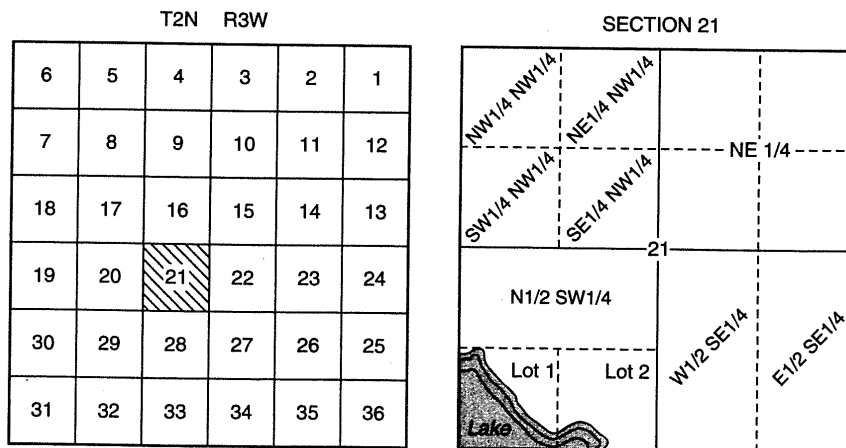 T2N R3W
6 5 4 3 2 1
7 8 9 10 11 12
18 17 16 15 14 13
19 20 21 22 23 24
30 29 28 27 26 25
31 32 33 34 35 36
SECTION 21
NW1/4 NW1/4
NE1/4 NW1/4
NE 1/4
SW1/4 NW1/4
SE1/4 NW1/4
21
N1/2 SW1/4
W1/2 SE1/4
E1/2 SE1/4
Lot 1
Lot 2
Lake